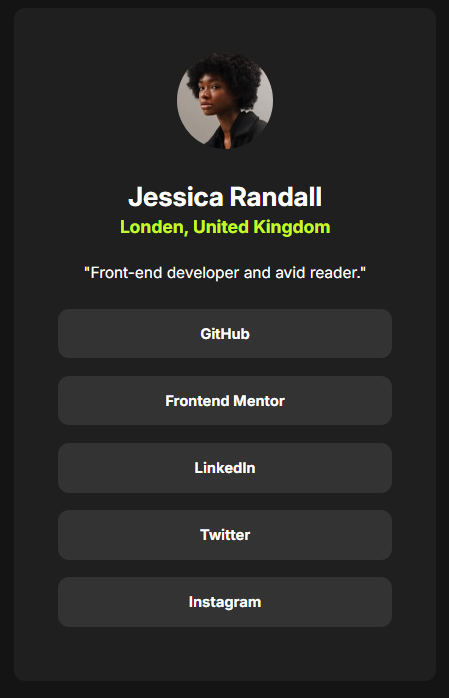 Jessica Randall
Londen, United Kingdom
"Front-end developer and avid reader."
GitHub
Frontend Mentor
LinkedIn
Twitter
Instagram